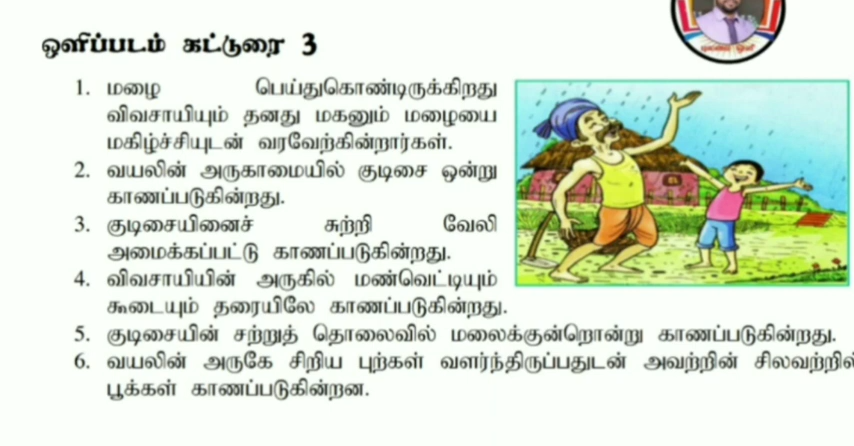 ஒளிப்படம் கட்டுரை 3
1. மழை பெய்துகொண்டிருக்கிறது
விவசாயியும் தனது மகனும் மழையை
மகிழ்ச்சியுடன் வரவேற்கின்றார்கள்.
2. வயலின் அருகாமையில் குடிசை ஒன்று
காணப்படுகின்றது.
3. குடிசையினைச் சுற்றி வேலி
அமைக்கப்பட்டு காணப்படுகின்றது.
4. விவசாயியின் அருகில் மண்வெட்டியும்
கூடையும் தரையிலே காணப்படுகின்றது.
5. குடிசையின் சற்றுத் தொலைவில் மலைக்குன்றொன்று காணப்படுகின்றது.
6. வயலின் அருகே சிறிய புற்கள் வளர்ந்திருப்பதுடன் அவற்றின் சிலவற்றில்
பூக்கள் காணப்படுகின்றன.